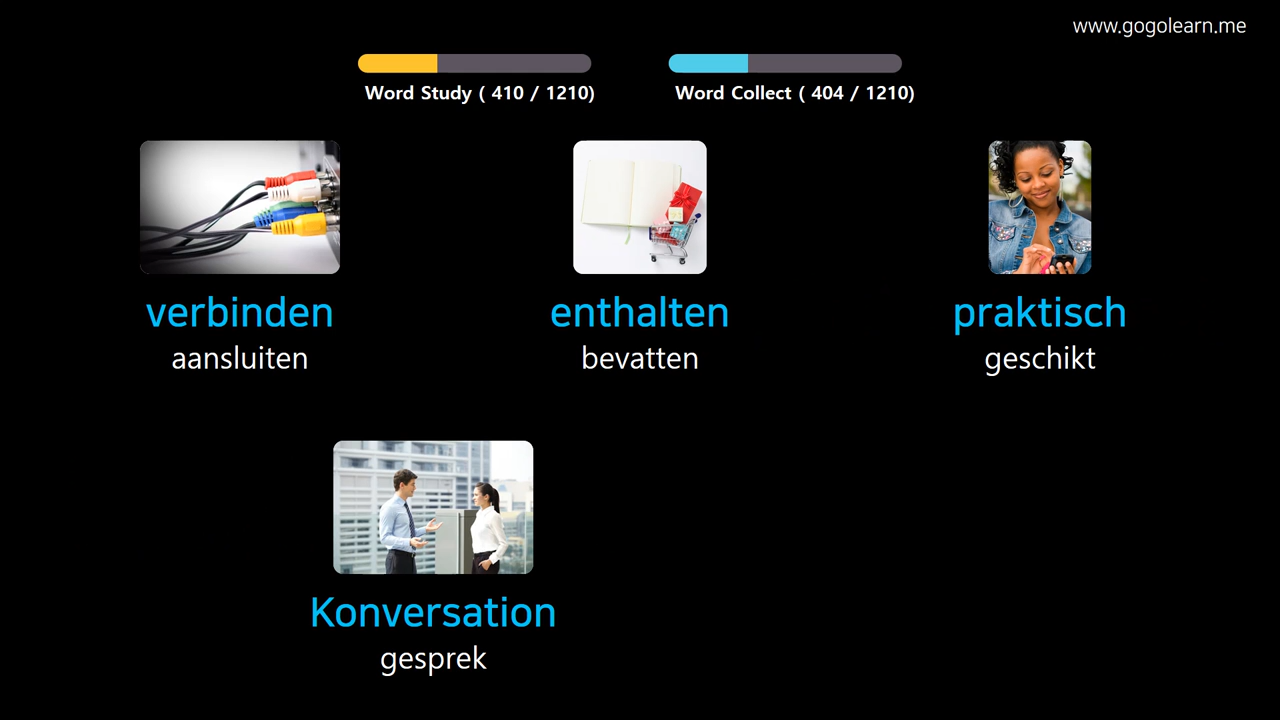 www.gogolearn.me
Word Study ( 410 / 1210)
Word Collect ( 404 / 1210)
verbinden
aansluiten
enthalten
bevatten
praktisch
geschikt
Konversation
gesprek